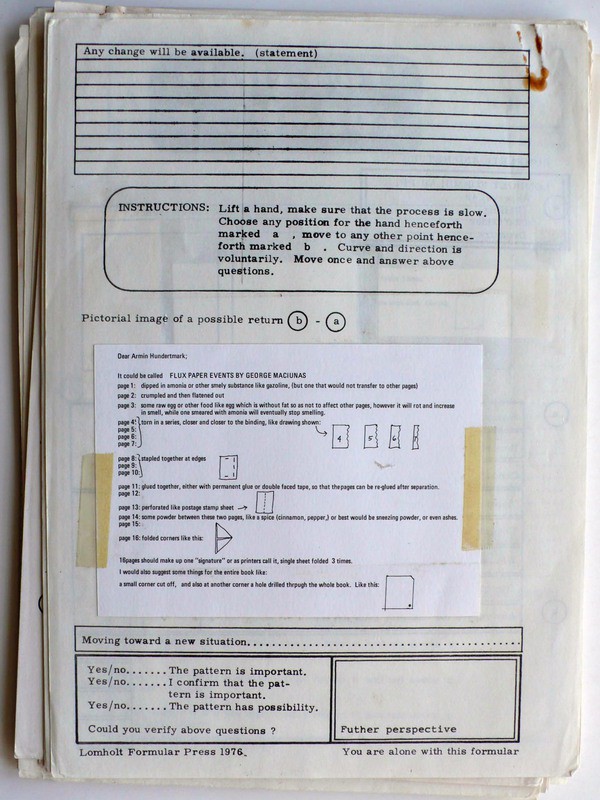 Any change will be available. (statement)
INSTRUCTIONS: Lift a hand, make sure that the process is slow.
Choose any position for the hand henceforth
marked a , move to any other point hence-
forth marked b . Curve and direction is
voluntarily. Move once and answer above
questions.
Pictorial image of a possible return b - a
Dear Armin Hundertmark;
It could be called FLUX PAPER EVENTS BY GEORGE MACIUNAS
page 1: dipped in amonia or other smely substance like gazoline, (but one that would not transfer to other pages)
page 2: crumpled and then flatened out
page 3: some raw egg or other food like egg which is without fat so as not to affect other pages, however it will rot and increase
in smell, while one smeared with amonia will eventually stop smelling.
page 4: torn in a series, closer and closer to the binding, like drawing shown:
page 5:
page 6:
page 7:
4 5 6 7
page 8: stapled together at edges
page 9:
page 10:
page 11: glued together, either with permanent glue or double faced tape, so that thepages can be re-glued after separation.
page 12:
page 13: perforated like postage stamp sheet
page 14: some powder between these two pages, like a spice (cinnamon, pepper,) or best would be sneezing powder, or even ashes.
page 15:
page 16: folded corners like this:
16pages should make up one "signature" or as printers call it, single sheet folded 3 times.
I would also suggest some things for the entire book like:
a small corner cut off, and also at another corner a hole drilled through the whole book. Like this:
Moving toward a new situation..........................................
Yes/no.......The pattern is important.
Yes/no.......I confirm that the pat-
tern is important.
Yes/no.......The pattern has possibility.
Could you verify above questions ?
Futher perspective
Lomholt Formular Press 1976.
You are alone with this formular